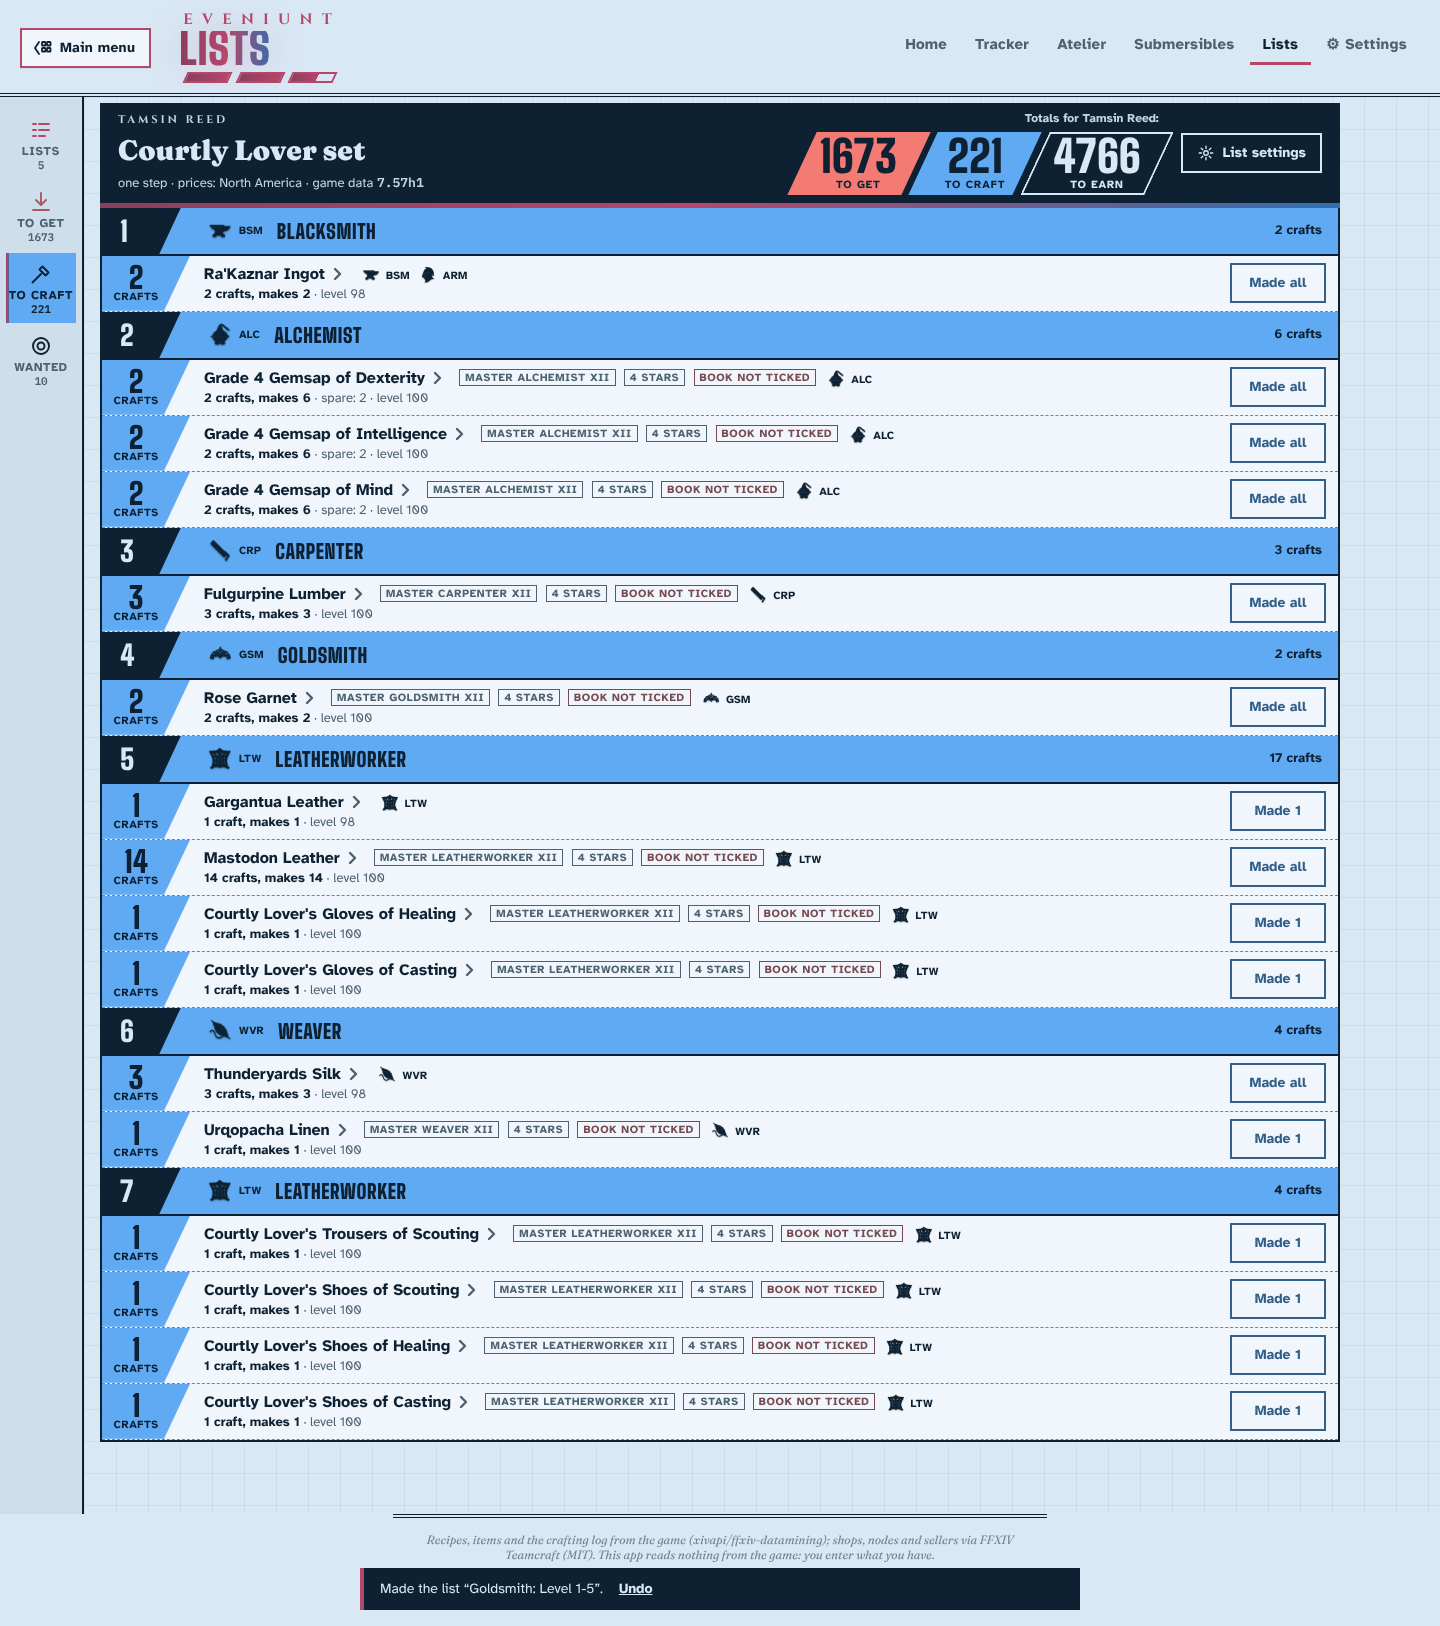 Main menu
EVENIUNT
LISTS
Home
Tracker
Atelier
Submersibles
Lists
⚙ Settings
LISTS
5
TO GET
1673
TO CRAFT
221
WANTED
10
TAMSIN REED
Courtly Lover set
one step · prices: North America · game data 7.57h1
Totals for Tamsin Reed:
1673
TO GET
221
TO CRAFT
4766
TO EARN
List settings
1 BSM BLACKSMITH 2 crafts
2 CRAFTS
Ra'Kaznar Ingot BSM ARM
2 crafts, makes 2 · level 98
Made all
2 ALC ALCHEMIST 6 crafts
2 CRAFTS
Grade 4 Gemsap of Dexterity MASTER ALCHEMIST XII 4 STARS BOOK NOT TICKED ALC
2 crafts, makes 6 · spare: 2 · level 100
Made all
2 CRAFTS
Grade 4 Gemsap of Intelligence MASTER ALCHEMIST XII 4 STARS BOOK NOT TICKED ALC
2 crafts, makes 6 · spare: 2 · level 100
Made all
2 CRAFTS
Grade 4 Gemsap of Mind MASTER ALCHEMIST XII 4 STARS BOOK NOT TICKED ALC
2 crafts, makes 6 · spare: 2 · level 100
Made all
3 CRP CARPENTER 3 crafts
3 CRAFTS
Fulgurpine Lumber MASTER CARPENTER XII 4 STARS BOOK NOT TICKED CRP
3 crafts, makes 3 · level 100
Made all
4 GSM GOLDSMITH 2 crafts
2 CRAFTS
Rose Garnet MASTER GOLDSMITH XII 4 STARS BOOK NOT TICKED GSM
2 crafts, makes 2 · level 100
Made all
5 LTW LEATHERWORKER 17 crafts
1 CRAFTS
Gargantua Leather LTW
1 craft, makes 1 · level 98
Made 1
14 CRAFTS
Mastodon Leather MASTER LEATHERWORKER XII 4 STARS BOOK NOT TICKED LTW
14 crafts, makes 14 · level 100
Made all
1 CRAFTS
Courtly Lover's Gloves of Healing MASTER LEATHERWORKER XII 4 STARS BOOK NOT TICKED LTW
1 craft, makes 1 · level 100
Made 1
1 CRAFTS
Courtly Lover's Gloves of Casting MASTER LEATHERWORKER XII 4 STARS BOOK NOT TICKED LTW
1 craft, makes 1 · level 100
Made 1
6 WVR WEAVER 4 crafts
3 CRAFTS
Thunderyards Silk WVR
3 crafts, makes 3 · level 98
Made all
1 CRAFTS
Urqopacha Linen MASTER WEAVER XII 4 STARS BOOK NOT TICKED WVR
1 craft, makes 1 · level 100
Made 1
7 LTW LEATHERWORKER 4 crafts
1 CRAFTS
Courtly Lover's Trousers of Scouting MASTER LEATHERWORKER XII 4 STARS BOOK NOT TICKED LTW
1 craft, makes 1 · level 100
Made 1
1 CRAFTS
Courtly Lover's Shoes of Scouting MASTER LEATHERWORKER XII 4 STARS BOOK NOT TICKED LTW
1 craft, makes 1 · level 100
Made 1
1 CRAFTS
Courtly Lover's Shoes of Healing MASTER LEATHERWORKER XII 4 STARS BOOK NOT TICKED LTW
1 craft, makes 1 · level 100
Made 1
1 CRAFTS
Courtly Lover's Shoes of Casting MASTER LEATHERWORKER XII 4 STARS BOOK NOT TICKED LTW
1 craft, makes 1 · level 100
Made 1
Recipes, items and the crafting log from the game (xivapi/ffxiv-datamining); shops, nodes and sellers via FFXIV
Teamcraft (MIT). This app reads nothing from the game: you enter what you have.
Made the list “Goldsmith: Level 1-5”. Undo